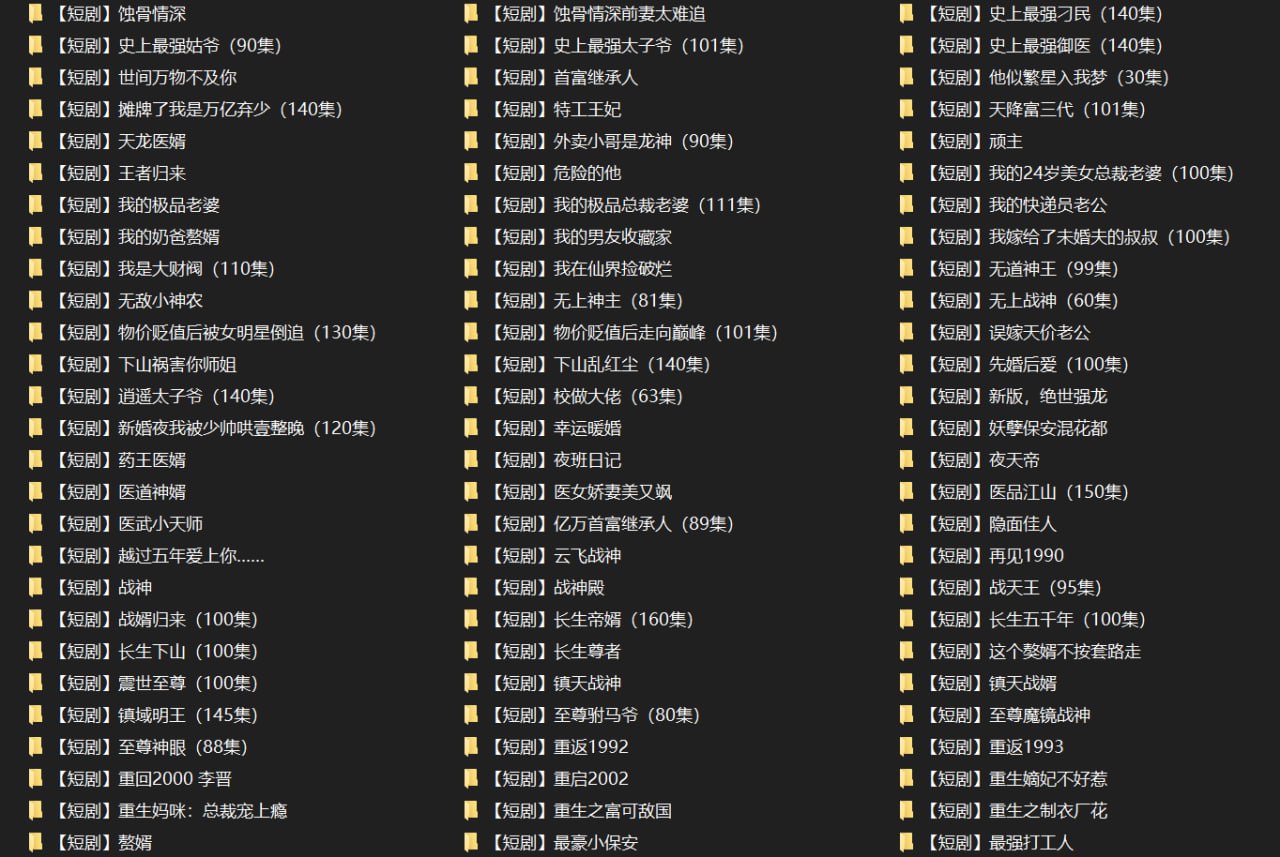 【短剧】蚀骨情深
【短剧】蚀骨情深前妻太难追
【短剧】史上最强刁民（140集）
【短剧】史上最强姑爷（90集）
【短剧】史上最强太子爷（101集）
【短剧】史上最强御医（140集）
【短剧】世间万物不及你
【短剧】首富继承人
【短剧】他似繁星入我梦（30集）
【短剧】摊牌了我是万亿弃少（140集）
【短剧】特工王妃
【短剧】天降富三代（101集）
【短剧】天龙医婿
【短剧】外卖小哥是龙神（90集）
【短剧】顽主
【短剧】王者归来
【短剧】危险的他
【短剧】我的24岁美女总裁老婆（100集）
【短剧】我的极品老婆
【短剧】我的极品总裁老婆（111集）
【短剧】我的快递员老公
【短剧】我的奶爸赘婿
【短剧】我的男友收藏家
【短剧】我嫁给了未婚夫的叔叔（100集）
【短剧】我是大财阀（110集）
【短剧】我在仙界捡破烂
【短剧】无道神王（99集）
【短剧】无敌小神农
【短剧】无上神主（81集）
【短剧】无上战神（60集）
【短剧】物价贬值后被女明星倒追（130集）
【短剧】物价贬值后走向巅峰（101集）
【短剧】误嫁天价老公
【短剧】下山祸害你师姐
【短剧】下山乱红尘（140集）
【短剧】先婚后爱（100集）
【短剧】逍遥太子爷（140集）
【短剧】校做大佬（63集）
【短剧】新版，绝世强龙
【短剧】新婚夜我被少帅哄壹整晚（120集）
【短剧】幸运暖婚
【短剧】妖孽保安混花都
【短剧】药王医婿
【短剧】夜班日记
【短剧】夜天帝
【短剧】医道神婿
【短剧】医女娇妻美又飒
【短剧】医品江山（150集）
【短剧】医武小天师
【短剧】亿万首富继承人（89集）
【短剧】隐面佳人
【短剧】越过五年爱上你......
【短剧】云飞战神
【短剧】再见1990
【短剧】战神
【短剧】战神殿
【短剧】战天王（95集）
【短剧】战婿归来（100集）
【短剧】长生帝婿（160集）
【短剧】长生五千年（100集）
【短剧】长生下山（100集）
【短剧】长生尊者
【短剧】这个赘婿不按套路走
【短剧】震世至尊（100集）
【短剧】镇天战神
【短剧】镇天战婿
【短剧】镇域明王（145集）
【短剧】至尊驸马爷（80集）
【短剧】至尊魔镜战神
【短剧】至尊神眼（88集）
【短剧】重返1992
【短剧】重返1993
【短剧】重回2000 李晋
【短剧】重启2002
【短剧】重生嫡妃不好惹
【短剧】重生妈咪：总裁宠上瘾
【短剧】重生之富可敌国
【短剧】重生之制衣厂花
【短剧】赘婿
【短剧】最豪小保安
【短剧】最强打工人